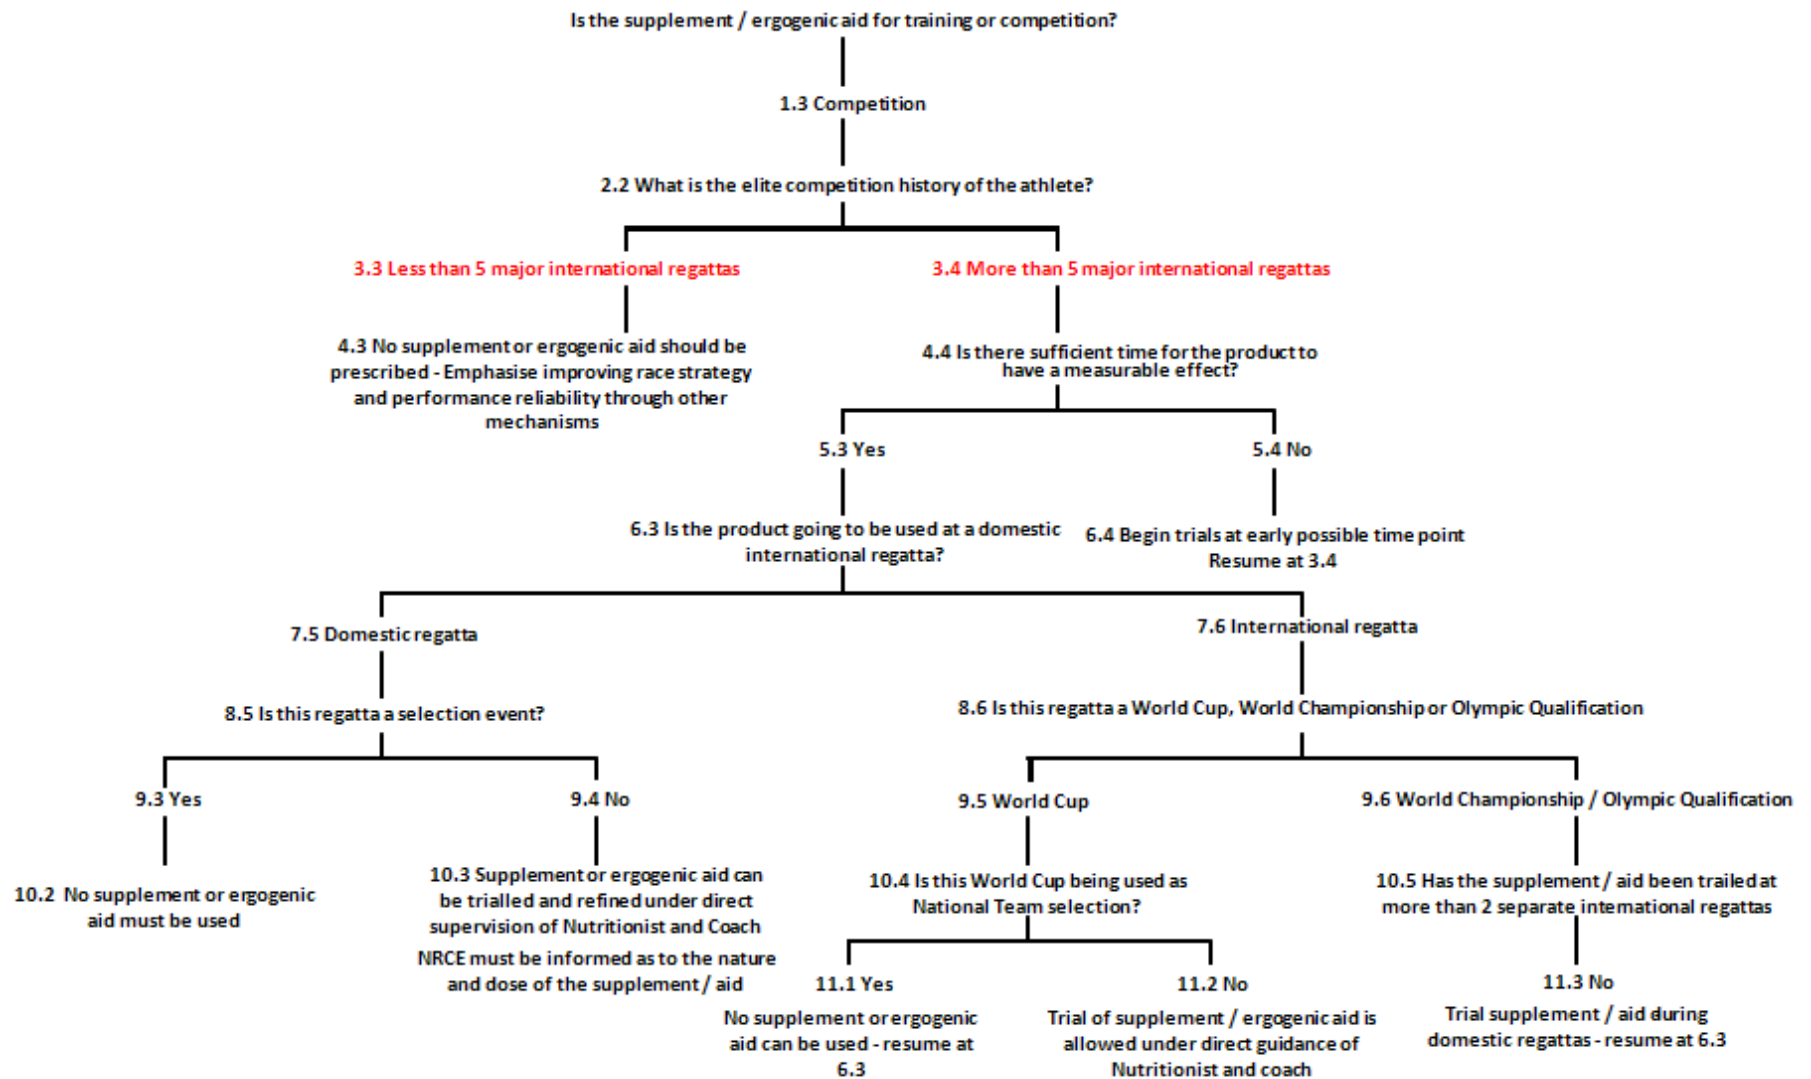 Is the supplement / ergogenic aid for training or competition?
1.3 Competition
2.2 What is the elite competition history of the athlete?
3.3 Less than 5 major international regattas
3.4 More than 5 major international regattas
4.3 No supplement or ergogenic aid should be
prescribed - Emphasise improving race strategy
and performance reliability through other
mechanisms
4.4 Is there sufficient time for the product to
have a measurable effect?
5.3 Yes
5.4 No
6.3 Is the product going to be used at a domestic
international regatta?
6.4 Begin trials at early possible time point
Resume at 3.4
7.5 Domestic regatta
7.6 International regatta
8.5 Is this regatta a selection event?
8.6 Is this regatta a World Cup, World Championship or Olympic Qualification
9.3 Yes
9.4 No
9.5 World Cup
9.6 World Championship / Olympic Qualification
10.2 No supplement or ergogenic
aid must be used
10.3 Supplement or ergogenic aid can
be trialled and refined under direct
supervision of Nutritionist and Coach
NRCE must be informed as to the nature
and dose of the supplement / aid
10.4 Is this World Cup being used as
National Team selection?
10.5 Has the supplement / aid been trailed at
more than 2 separate international regattas
11.1 Yes
No supplement or ergogenic
aid can be used - resume at
6.3
11.2 No
Trial of supplement / ergogenic aid is
allowed under direct guidance of
Nutritionist and coach
11.3 No
Trial supplement / aid during
domestic regattas - resume at 6.3